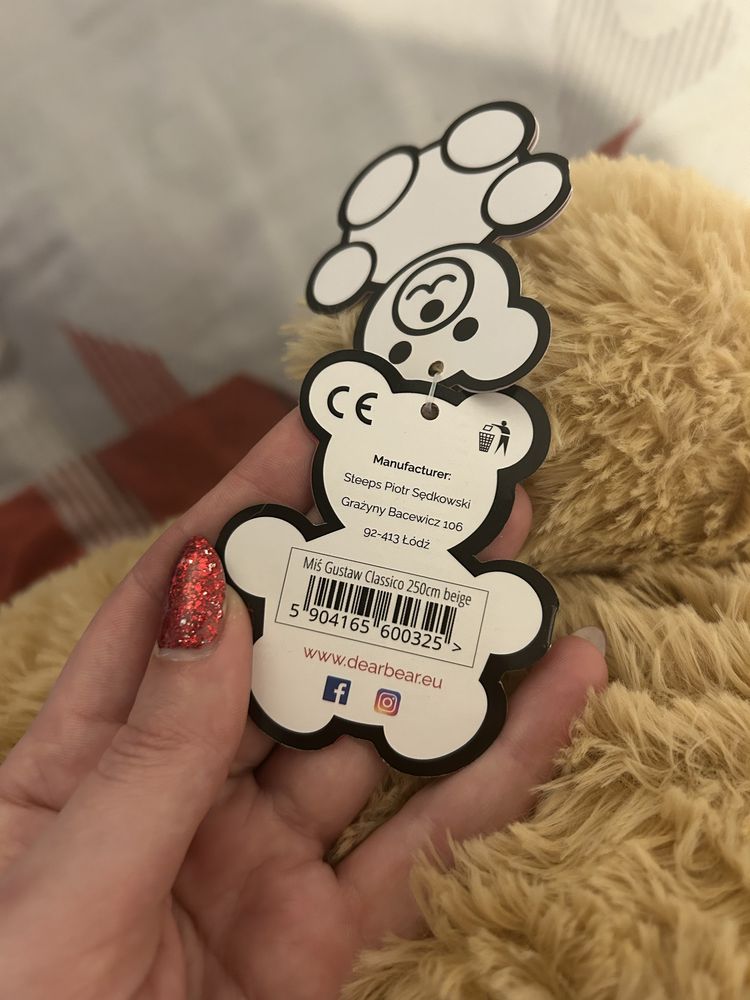 CE
Manufacturer:
Steeps Piotr Sędkowski
Grażyny Bacewicz 106
92-413 Łódź
Miś Gustaw Classico 250cm beige
5 904165 600325 >
www.dearbear.eu